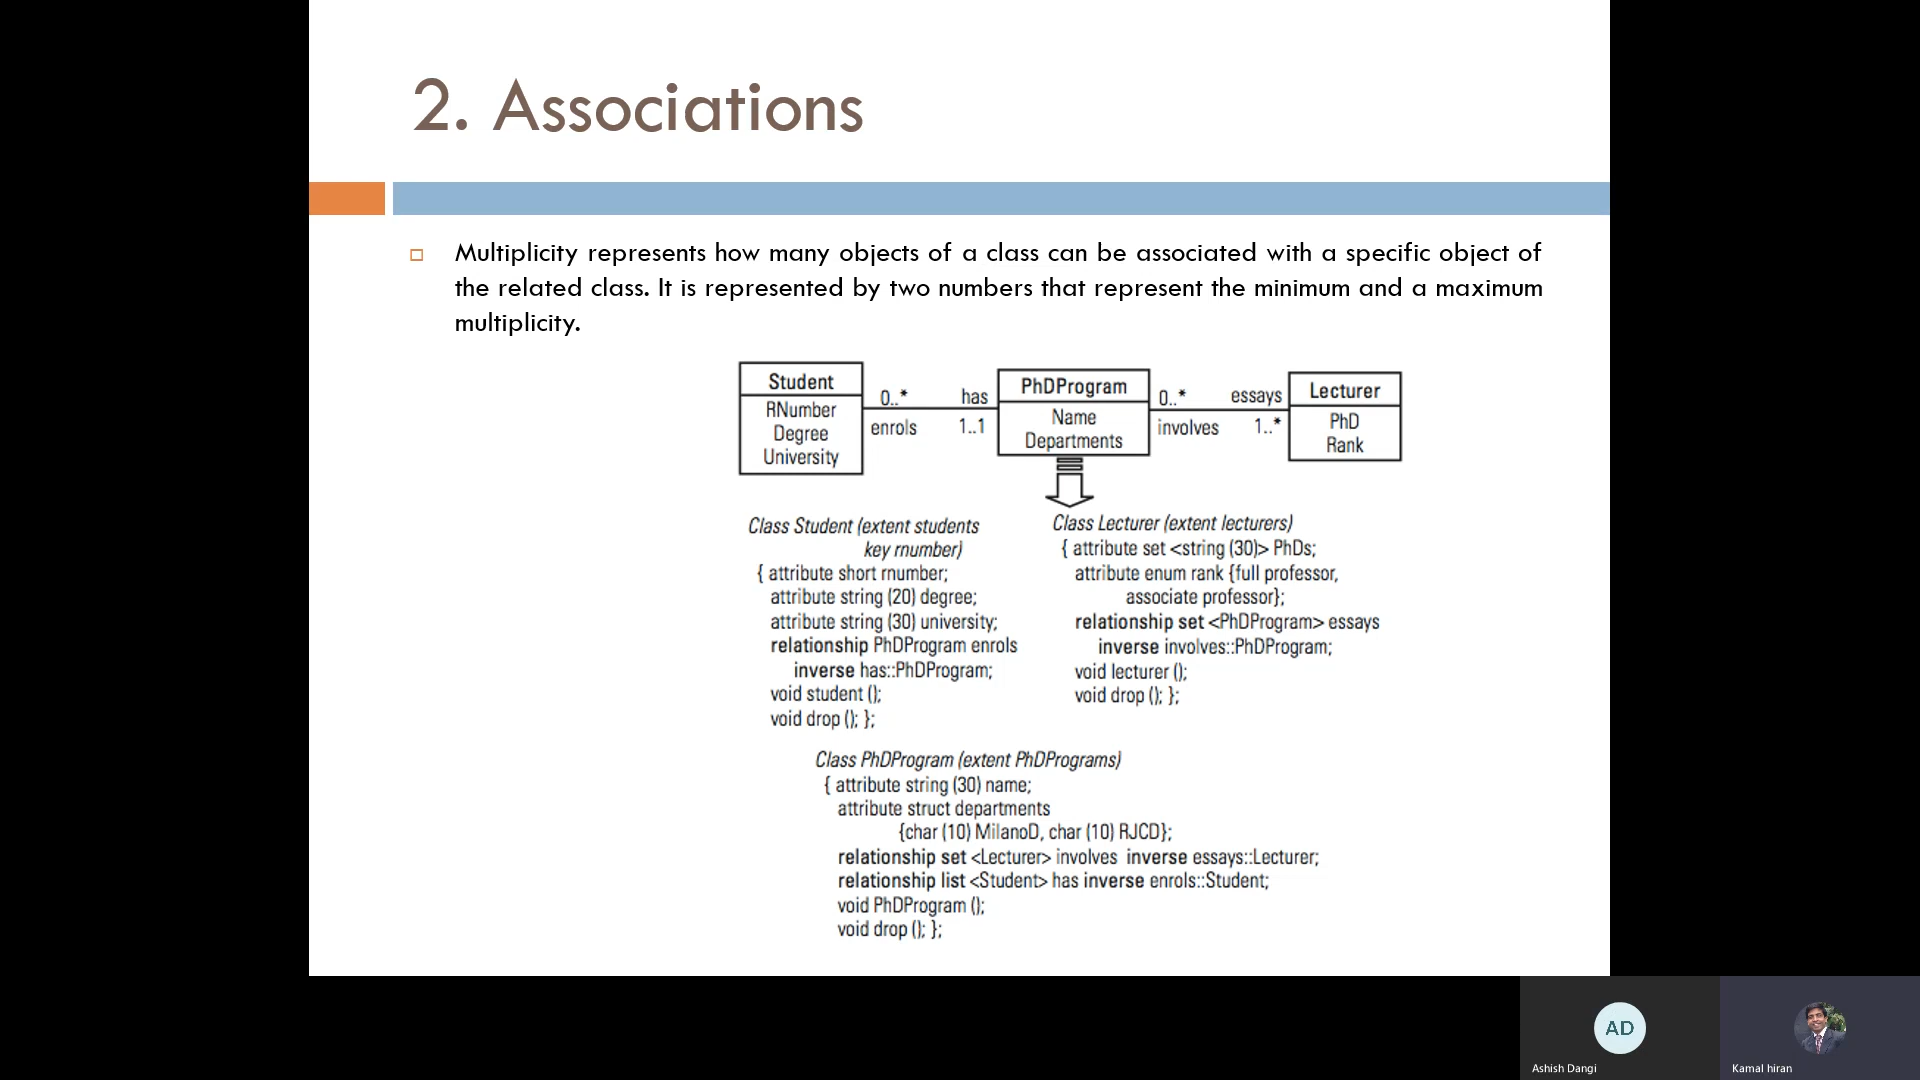 2. Associations
Multiplicity represents how many objects of a class can be associated with a specific object of
the related class. It is represented by two numbers that represent the minimum and a maximum
multiplicity.
Student
RNumber
Degree
University
0..* has
enrols 1..1
PhDProgram
Name
Departments
0..* essays
involves 1..*
Lecturer
PhD
Rank
Class Student (extent students
key rnumber)
{ attribute short rnumber;
attribute string (20) degree;
attribute string (30) university;
relationship PhDProgram enrols
inverse has::PhDProgram;
void student ();
void drop (); };
Class Lecturer (extent lecturers)
{ attribute set <string (30)> PhDs;
attribute enum rank {full professor,
associate professor};
relationship set <PhDProgram> essays
inverse involves::PhDProgram;
void lecturer ();
void drop (); };
Class PhDProgram (extent PhDPrograms)
{ attribute string (30) name;
attribute struct departments
{char (10) MilanoD, char (10) RJCD};
relationship set <Lecturer> involves inverse essays::Lecturer;
relationship list <Student> has inverse enrols::Student;
void PhDProgram ();
void drop (); };
AD
Ashish Dangi
Kamal hiran